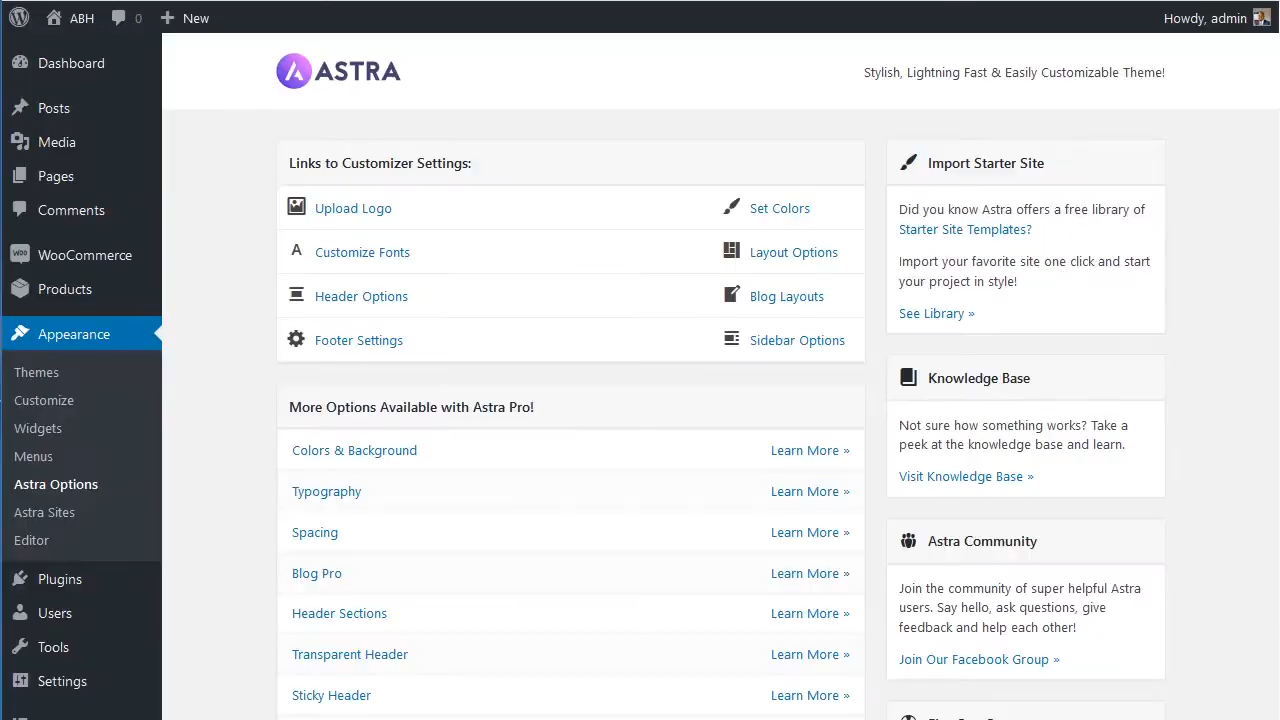 ABH 0 New Howdy, admin
Dashboard
Posts
Media
Pages
Comments
WooCommerce
Products
Appearance
Themes
Customize
Widgets
Menus
Astra Options
Astra Sites
Editor
Plugins
Users
Tools
Settings
ASTRA
Stylish, Lightning Fast & Easily Customizable Theme!
Links to Customizer Settings:
Upload Logo Set Colors
Customize Fonts Layout Options
Header Options Blog Layouts
Footer Settings Sidebar Options
More Options Available with Astra Pro!
Colors & Background Learn More »
Typography Learn More »
Spacing Learn More »
Blog Pro Learn More »
Header Sections Learn More »
Transparent Header Learn More »
Sticky Header Learn More »
Import Starter Site
Did you know Astra offers a free library of
Starter Site Templates?
Import your favorite site one click and start
your project in style!
See Library »
Knowledge Base
Not sure how something works? Take a
peek at the knowledge base and learn.
Visit Knowledge Base »
Astra Community
Join the community of super helpful Astra
users. Say hello, ask questions, give
feedback and help each other!
Join Our Facebook Group »